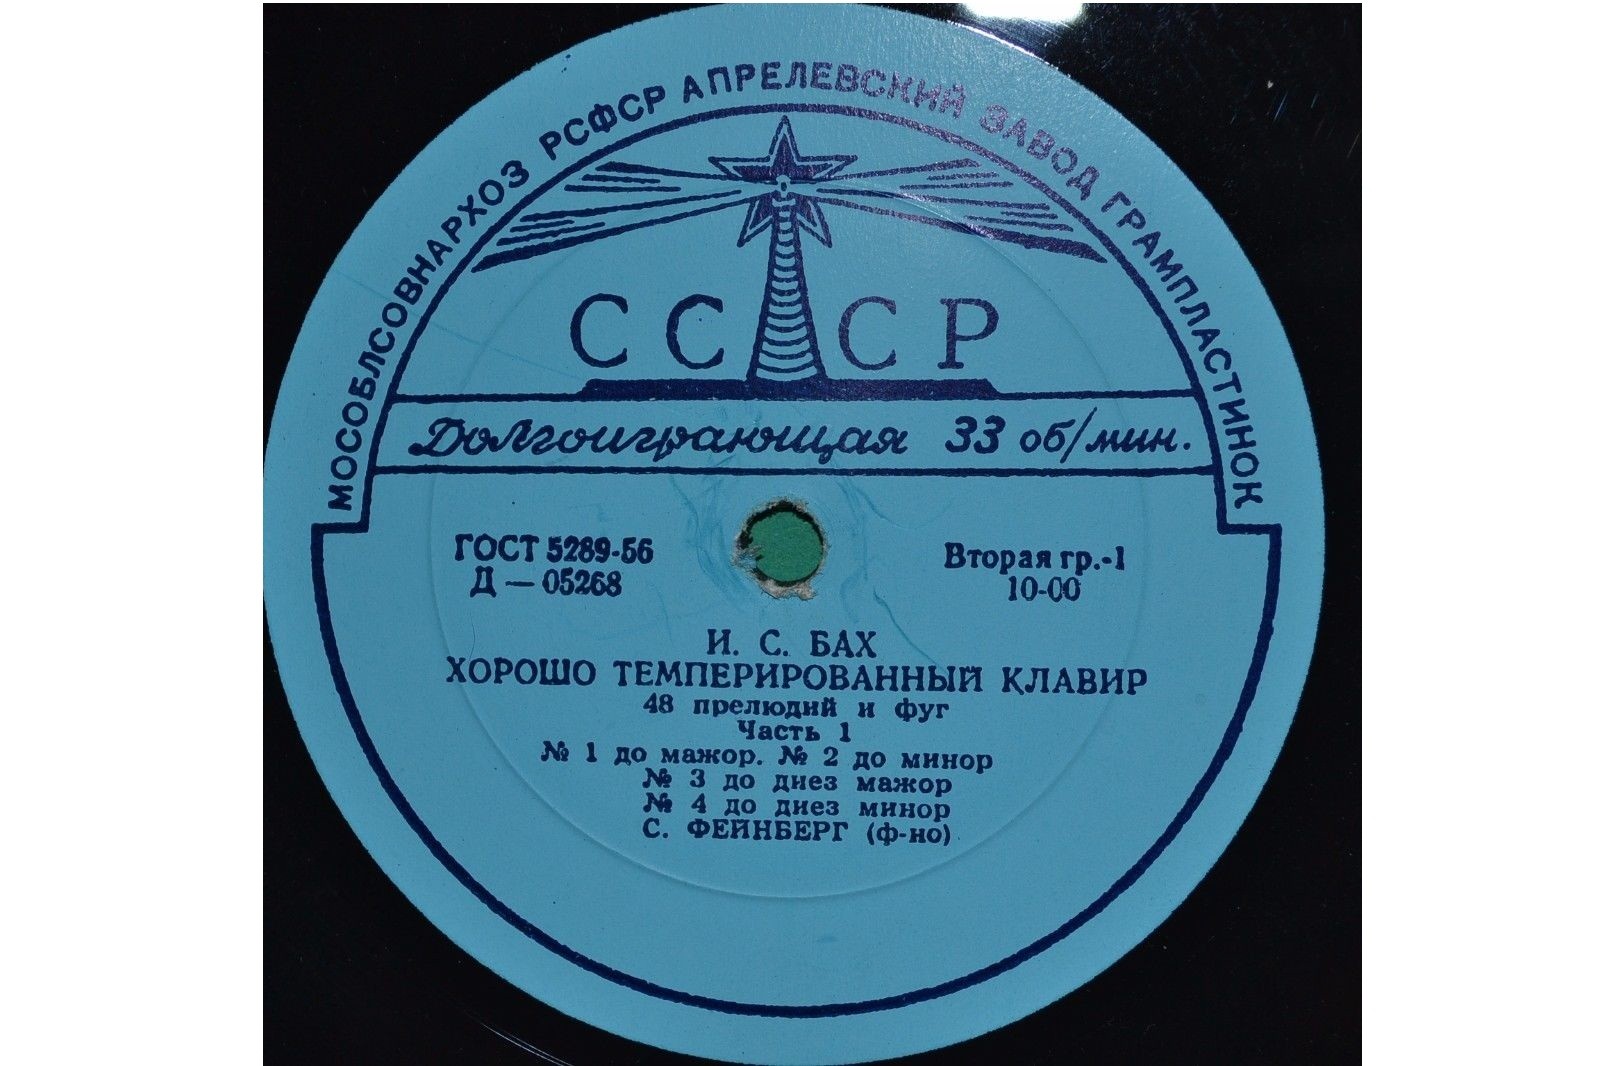 МОСОБЛСОВНАРХОЗ РСФСР АПРЕЛЕВСКИЙ ЗАВОД ГРАМПЛАСТИНОК
СССР
Долгоиграющая 33 об/мин.
ГОСТ 5289-56
Д — 05268
Вторая гр.-1
10-00
И. С. БАХ
ХОРОШО ТЕМПЕРИРОВАННЫЙ КЛАВИР
48 прелюдий и фуг
Часть 1
№ 1 до мажор. № 2 до минор
№ 3 до диез мажор
№ 4 до диез минор
С. ФЕЙНБЕРГ (ф-но)